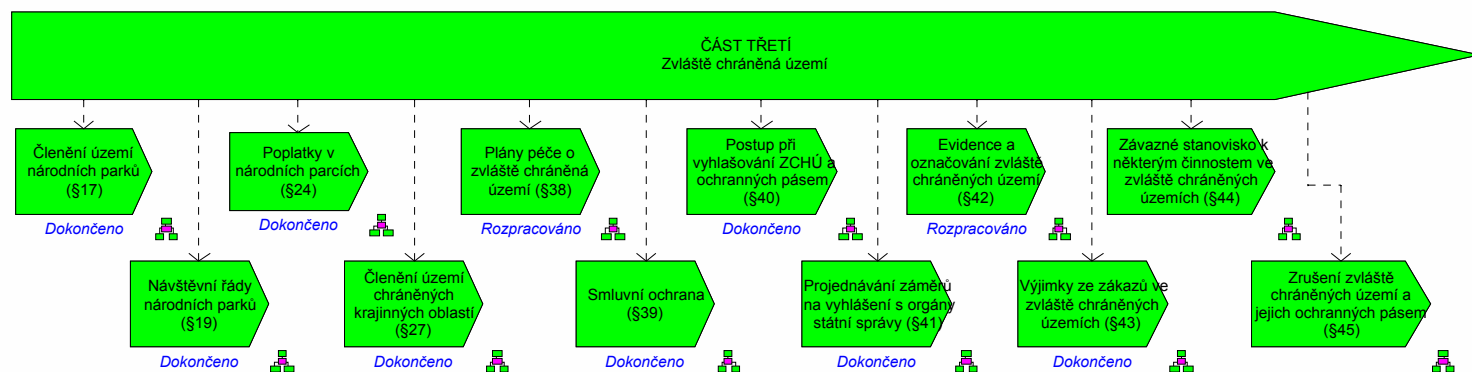 ČÁST TŘETÍ
Zvláště chráněná území
Členění území
národních parků
(§17)
Dokončeno
Poplatky v
národních parcích
(§24)
Dokončeno
Plány péče o
zvláště chráněná
území (§38)
Rozpracováno
Postup při
vyhlašování ZCHÚ a
ochranných pásem
(§40)
Dokončeno
Evidence a
označování zvláště
chráněných území
(§42)
Rozpracováno
Závazné stanovisko k
některým činnostem ve
zvláště chráněných
územích (§44)
Návštěvní řády
národních parků
(§19)
Dokončeno
Členění území
chráněných
krajinných oblastí
(§27)
Dokončeno
Smluvní ochrana
(§39)
Dokončeno
Projednávání záměrů
na vyhlášení s orgány
státní správy (§41)
Dokončeno
Výjimky ze zákazů ve
zvláště chráněných
územích (§43)
Dokončeno
Zrušení zvláště
chráněných území a
jejich ochranných pásem
(§45)